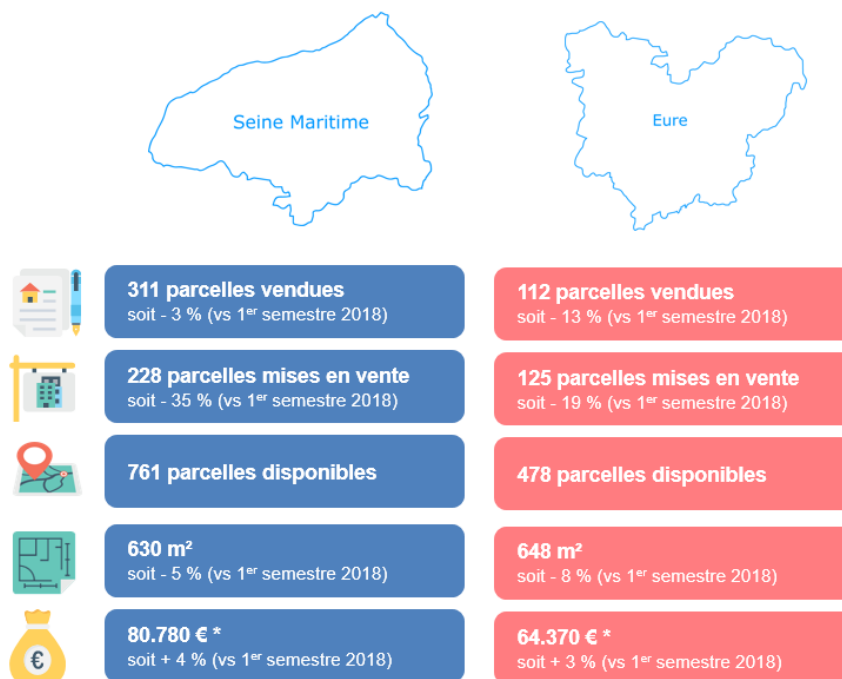 Seine Maritime
Eure
311 parcelles vendues
soit - 3 % (vs 1er semestre 2018)
112 parcelles vendues
soit - 13 % (vs 1er semestre 2018)
228 parcelles mises en vente
soit - 35 % (vs 1er semestre 2018)
125 parcelles mises en vente
soit - 19 % (vs 1er semestre 2018)
761 parcelles disponibles
478 parcelles disponibles
630 m²
soit - 5 % (vs 1er semestre 2018)
648 m²
soit - 8 % (vs 1er semestre 2018)
80.780 € *
soit + 4 % (vs 1er semestre 2018)
64.370 € *
soit + 3 % (vs 1er semestre 2018)
€